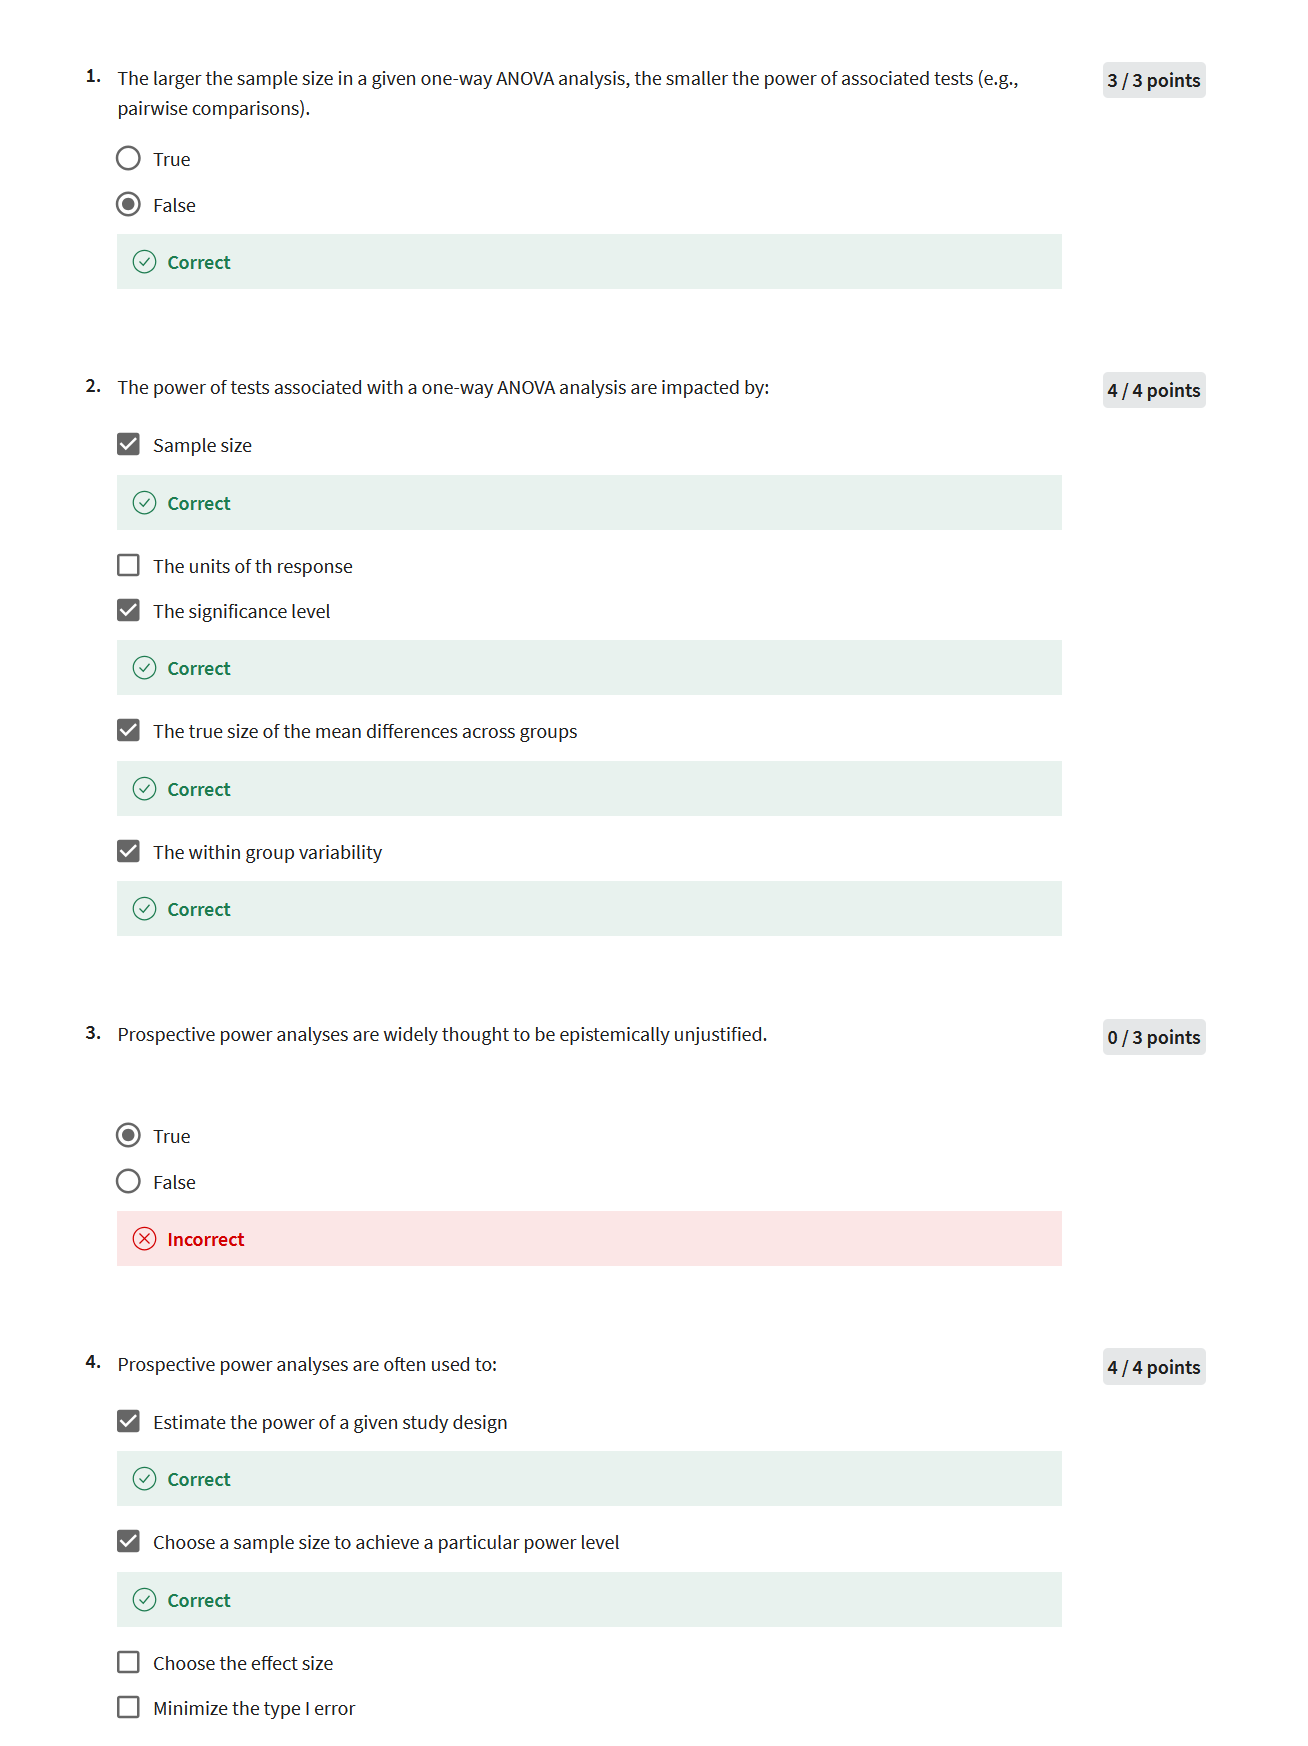 1. The larger the sample size in a given one-way ANOVA analysis, the smaller the power of associated tests (e.g.,
pairwise comparisons).
3 / 3 points
True
False
Correct
2. The power of tests associated with a one-way ANOVA analysis are impacted by:
4 / 4 points
Sample size
Correct
The units of th response
The significance level
Correct
The true size of the mean differences across groups
Correct
The within group variability
Correct
3. Prospective power analyses are widely thought to be epistemically unjustified.
0 / 3 points
True
False
Incorrect
4. Prospective power analyses are often used to:
4 / 4 points
Estimate the power of a given study design
Correct
Choose a sample size to achieve a particular power level
Correct
Choose the effect size
Minimize the type I error